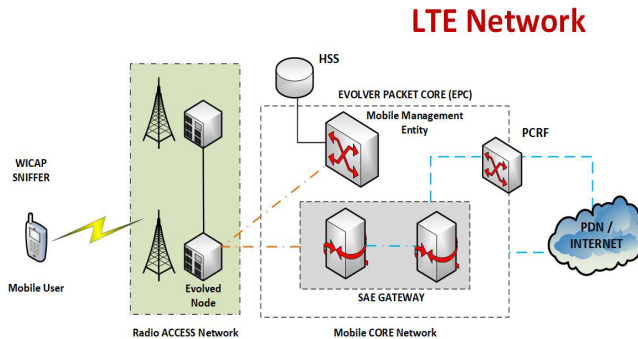 LTE Network
HSS
EVOLVER PACKET CORE (EPC)
Mobile Management
Entity
PCRF
WICAP
SNIFFER
PDN /
INTERNET
Mobile User
Evolved
Node
SAE GATEWAY
Radio ACCESS Network
Mobile CORE Network